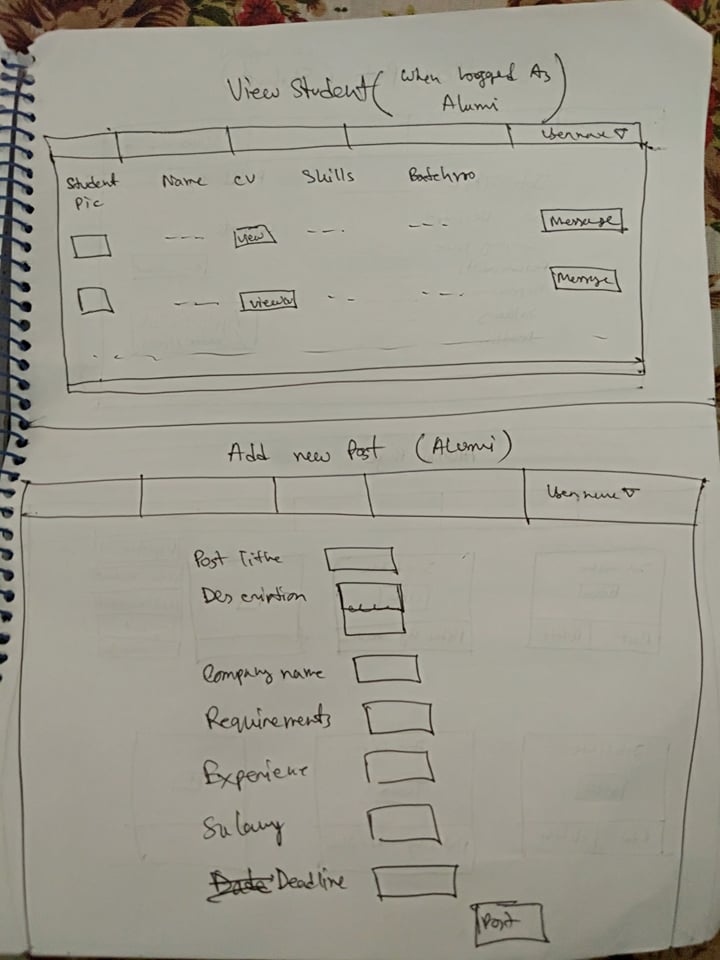 View Student (when logged As
Alumi)
Username ▽
Student Pic Name CV Skills Batch no
--- view --- --- Message
--- view -- --- Message
Add new Post (Alumi)
Username ▽
Post Title
Description
Company name
Requirements
Experience
Salary
Deadline
Post